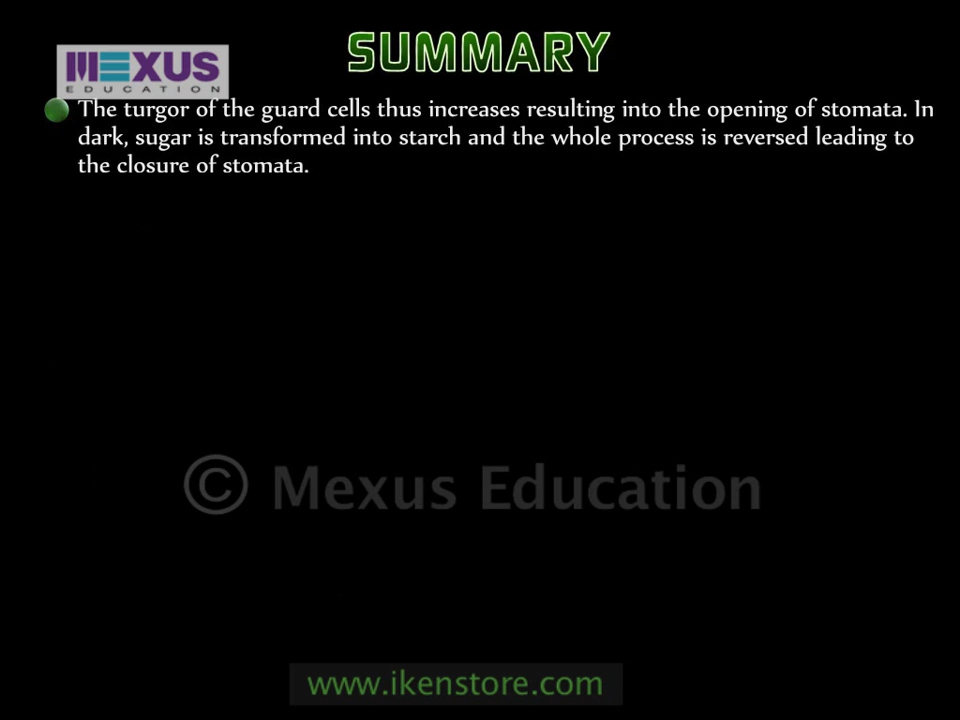 SUMMARY
MEXUS
EDUCATION
The turgor of the guard cells thus increases resulting into the opening of stomata. In
dark, sugar is transformed into starch and the whole process is reversed leading to
the closure of stomata.
© Mexus Education
www.ikenstore.com